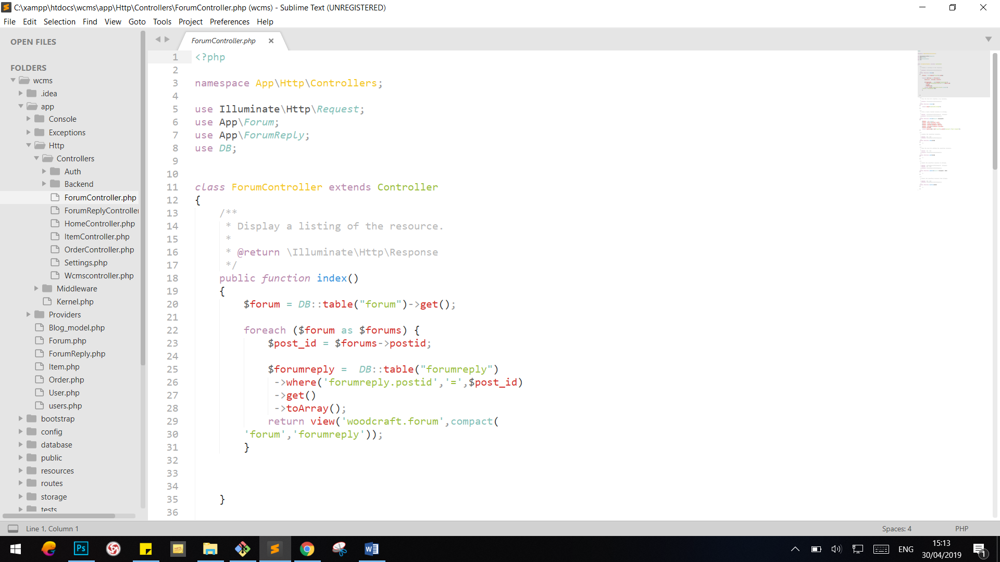 C:\xampp\htdocs\wcms\app\Http\Controllers\ForumController.php (wcms) - Sublime Text (UNREGISTERED)
File Edit Selection Find View Goto Tools Project Preferences Help
OPEN FILES
FOLDERS
wcms
.idea
app
Console
Exceptions
Http
Controllers
Auth
Backend
ForumController.php
ForumReplyController
HomeController.php
ItemController.php
OrderController.php
Settings.php
Wcmscontroller.php
Middleware
Kernel.php
Providers
Blog_model.php
Forum.php
ForumReply.php
Item.php
Order.php
User.php
users.php
bootstrap
config
database
public
resources
routes
storage
tests
ForumController.php ×
1 <?php
2
3 namespace App\Http\Controllers;
4
5 use Illuminate\Http\Request;
6 use App\Forum;
7 use App\ForumReply;
8 use DB;
9
10
11 class ForumController extends Controller
12 {
13 /**
14 * Display a listing of the resource.
15 *
16 * @return \Illuminate\Http\Response
17 */
18 public function index()
19 {
20 $forum = DB::table("forum")->get();
21
22 foreach ($forum as $forums) {
23 $post_id = $forums->postid;
24
25 $forumreply =  DB::table("forumreply")
26 ->where('forumreply.postid','=',$post_id)
27 ->get()
28 ->toArray();
29 return view('woodcraft.forum',compact(
30 'forum','forumreply'));
31 }
32
33
34
35 }
36
Line 1, Column 1
Spaces: 4
PHP
Ps
W
ENG
15:13
30/04/2019
1